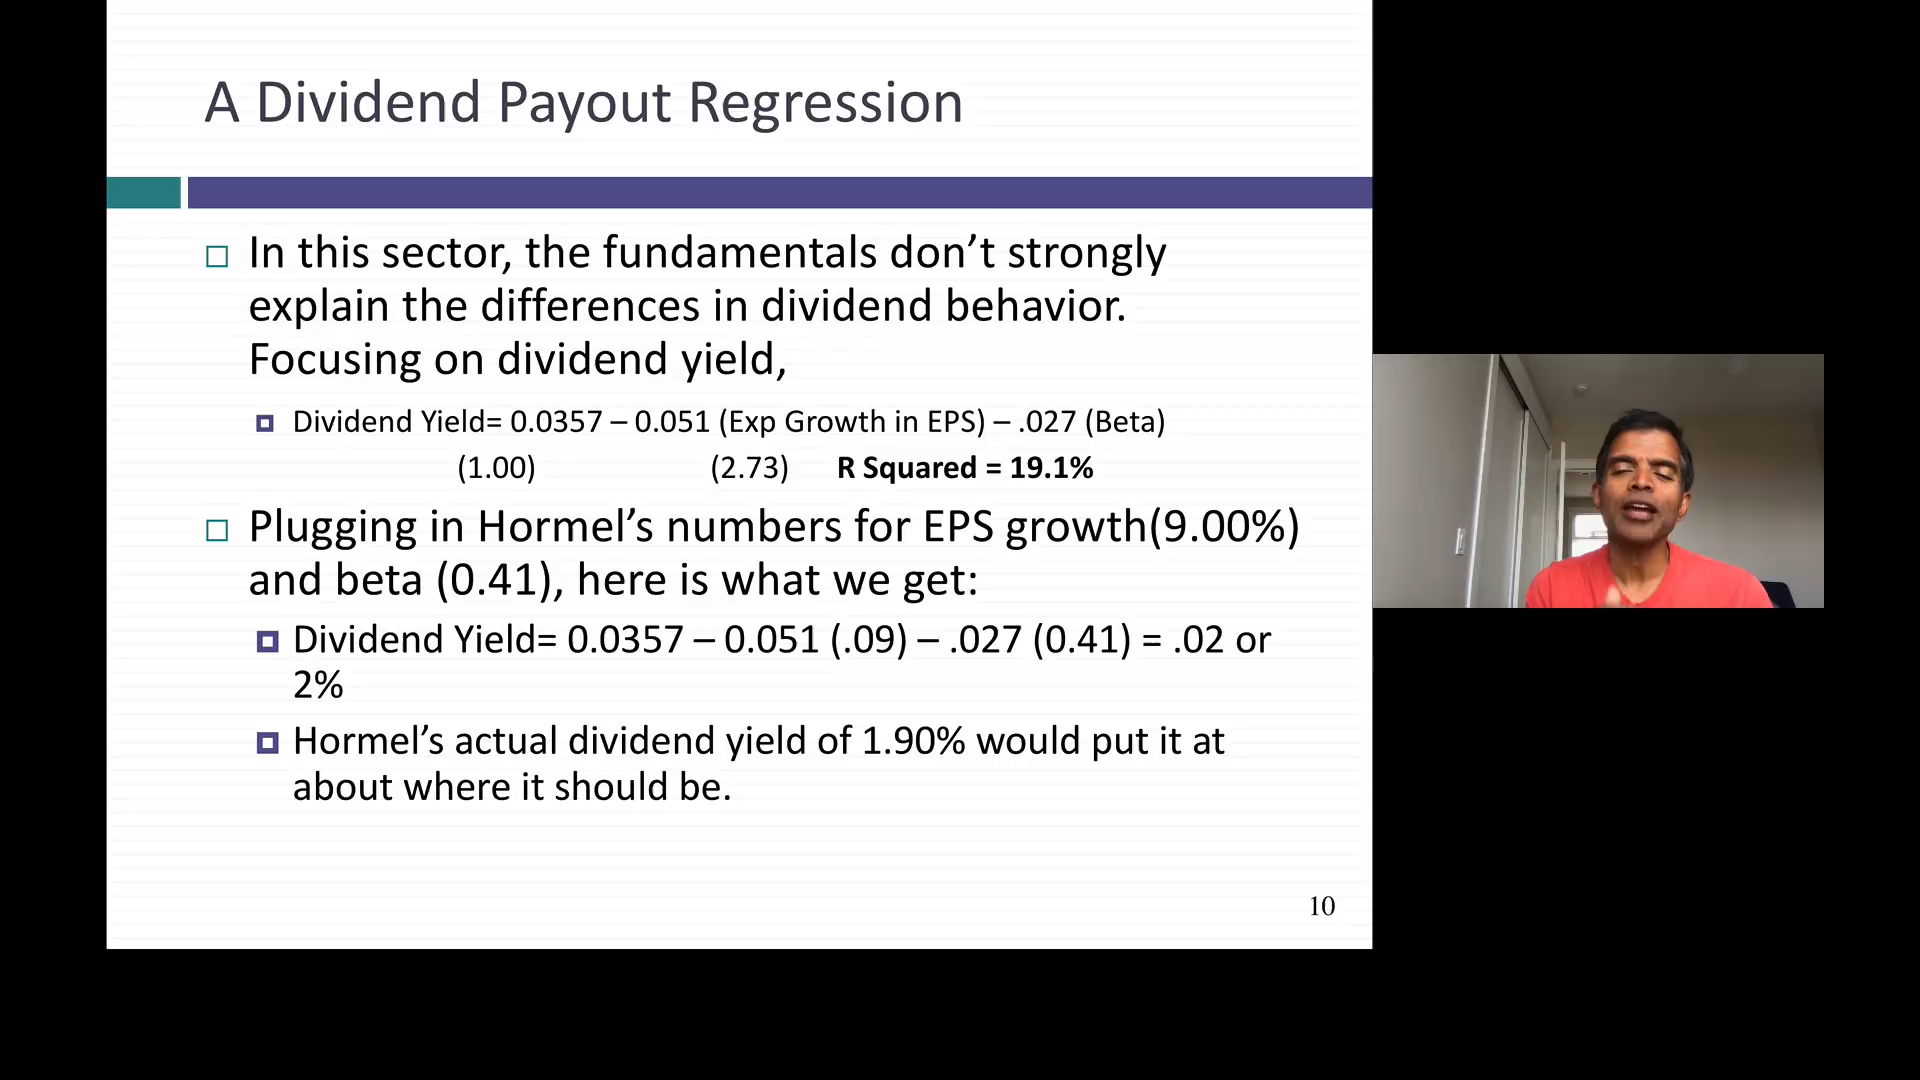 A Dividend Payout Regression
In this sector, the fundamentals don’t strongly
explain the differences in dividend behavior.
Focusing on dividend yield,
Dividend Yield= 0.0357 – 0.051 (Exp Growth in EPS) – .027 (Beta)
(1.00) (2.73) R Squared = 19.1%
Plugging in Hormel’s numbers for EPS growth(9.00%)
and beta (0.41), here is what we get:
Dividend Yield= 0.0357 – 0.051 (.09) – .027 (0.41) = .02 or
2%
Hormel’s actual dividend yield of 1.90% would put it at
about where it should be.
10